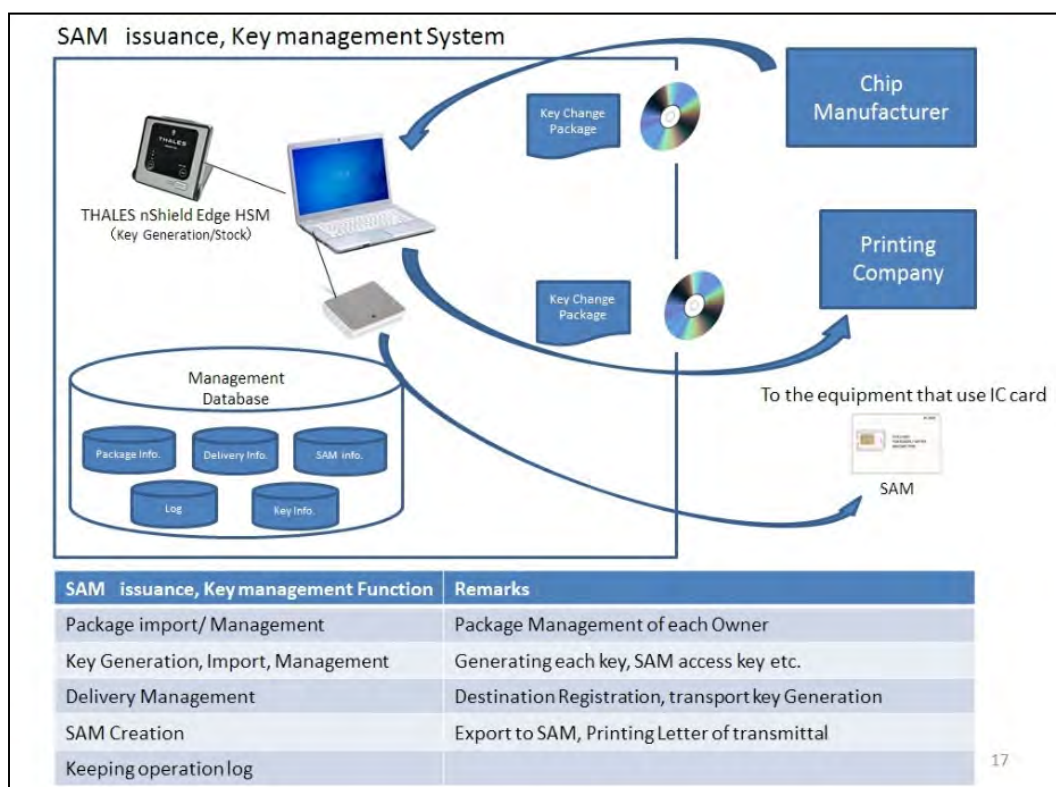 SAM issuance, Key management System
Chip
Manufacturer
Key Change
Package
THALES
THALES nShield Edge HSM
(Key Generation/Stock)
Printing
Company
Key Change
Package
Management
Database
To the equipment that use IC card
Package Info.
Delivery Info.
SAM info.
SAM
Log
Key Info.
SAM issuance, Key management Function
Remarks
Package import/ Management
Package Management of each Owner
Key Generation, Import, Management
Generating each key, SAM access key etc.
Delivery Management
Destination Registration, transport key Generation
SAM Creation
Export to SAM, Printing Letter of transmittal
Keeping operation log
17